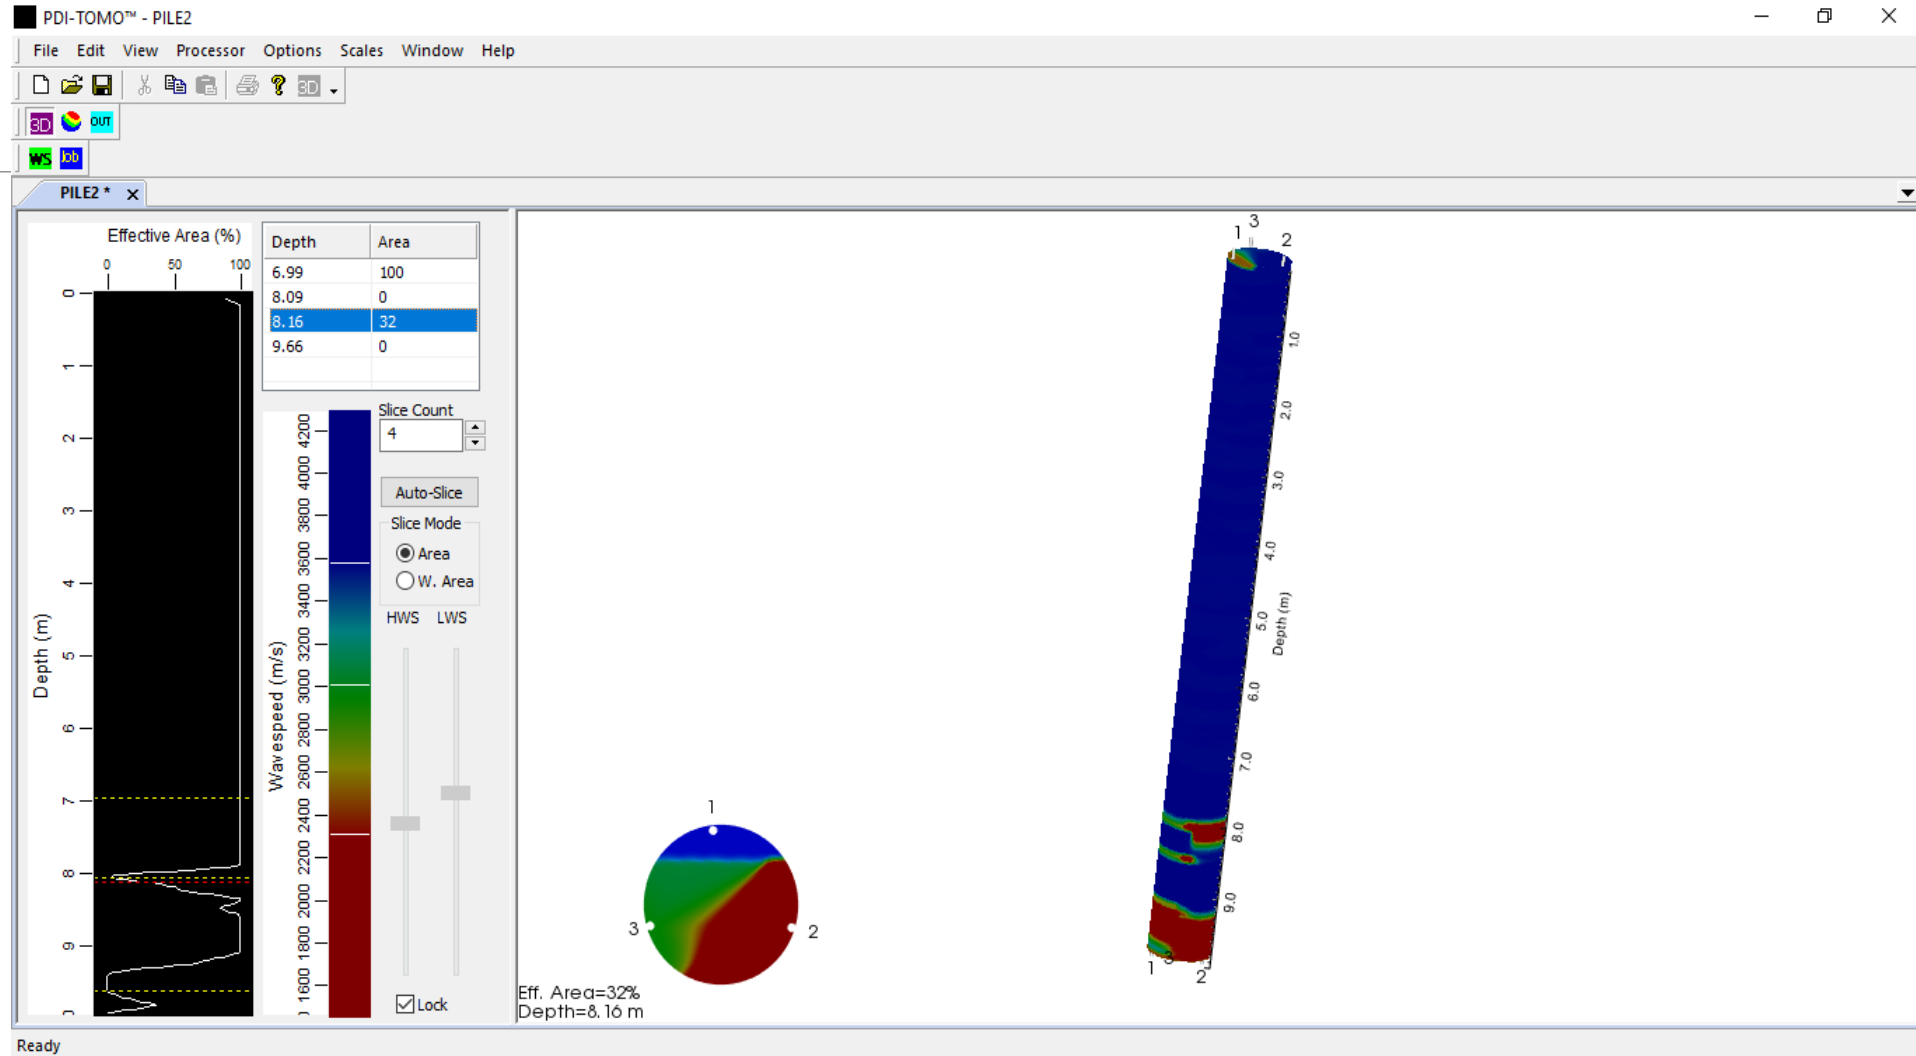 PDI-TOMO™ - PILE2
File Edit View Processor Options Scales Window Help
3D
3D OUT
WS Job
PILE2 *
Effective Area (%)
0 50 100
Depth (m)
0
1
2
3
4
5
6
7
8
9
Depth Area
6.99 100
8.09 0
8.16 32
9.66 0
Wavespeed (m/s)
4200
4000
3800
3600
3400
3200
3000
2800
2600
2400
2200
2000
1800
1600
Slice Count
4
Auto-Slice
Slice Mode
Area
W. Area
HWS LWS
Lock
1
3 2
Eff. Area=32%
Depth=8.16 m
3
1 2
1.0
2.0
3.0
4.0
5.0
Depth (m)
6.0
7.0
8.0
9.0
3
1 2
Ready